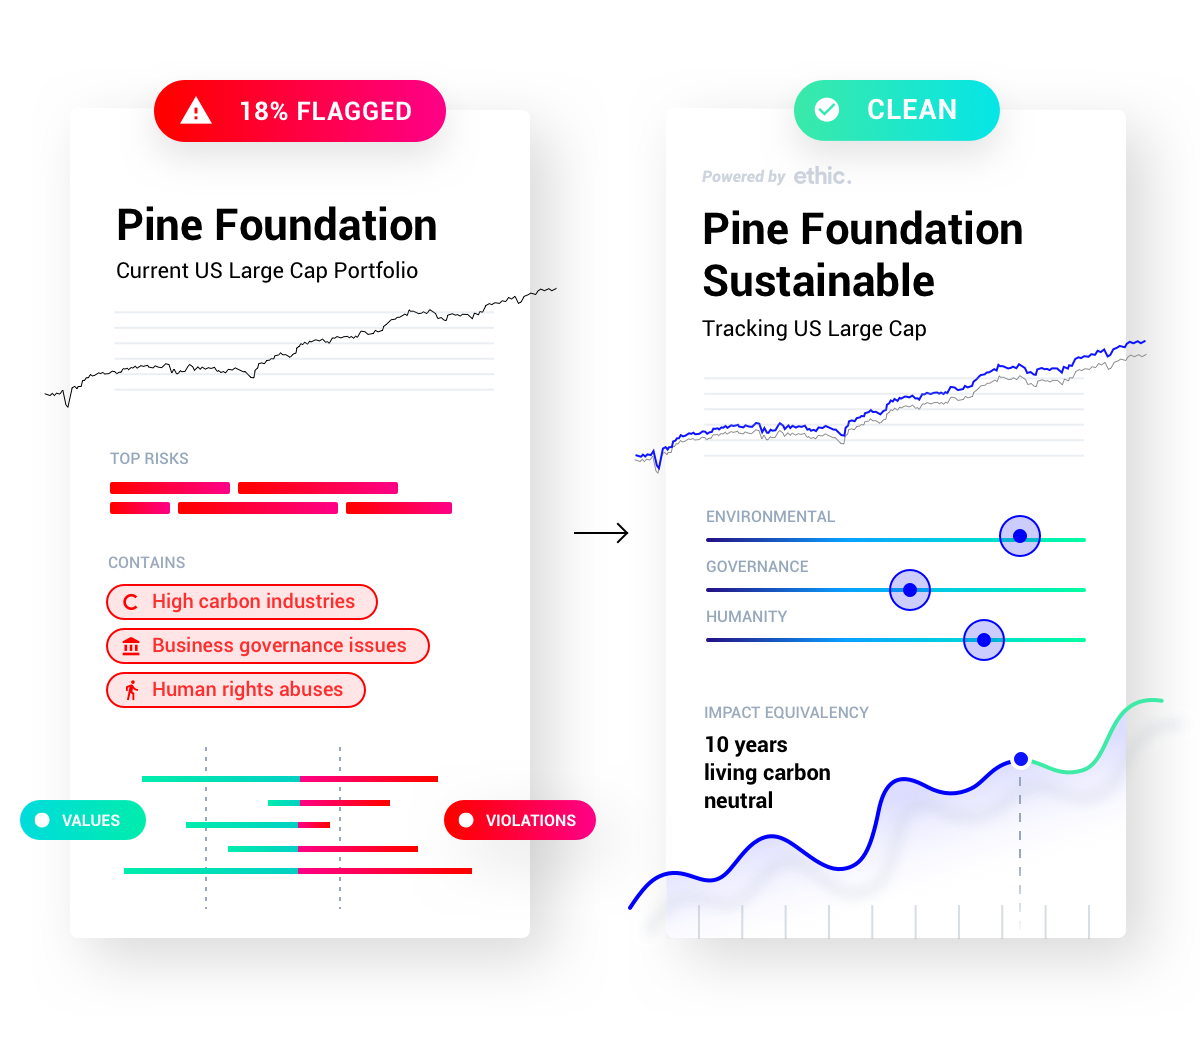 18% FLAGGED
Pine Foundation
Current US Large Cap Portfolio
TOP RISKS
CONTAINS
High carbon industries
Business governance issues
Human rights abuses
VALUES
VIOLATIONS
CLEAN
Powered by ethic.
Pine Foundation
Sustainable
Tracking US Large Cap
ENVIRONMENTAL
GOVERNANCE
HUMANITY
IMPACT EQUIVALENCY
10 years
living carbon
neutral